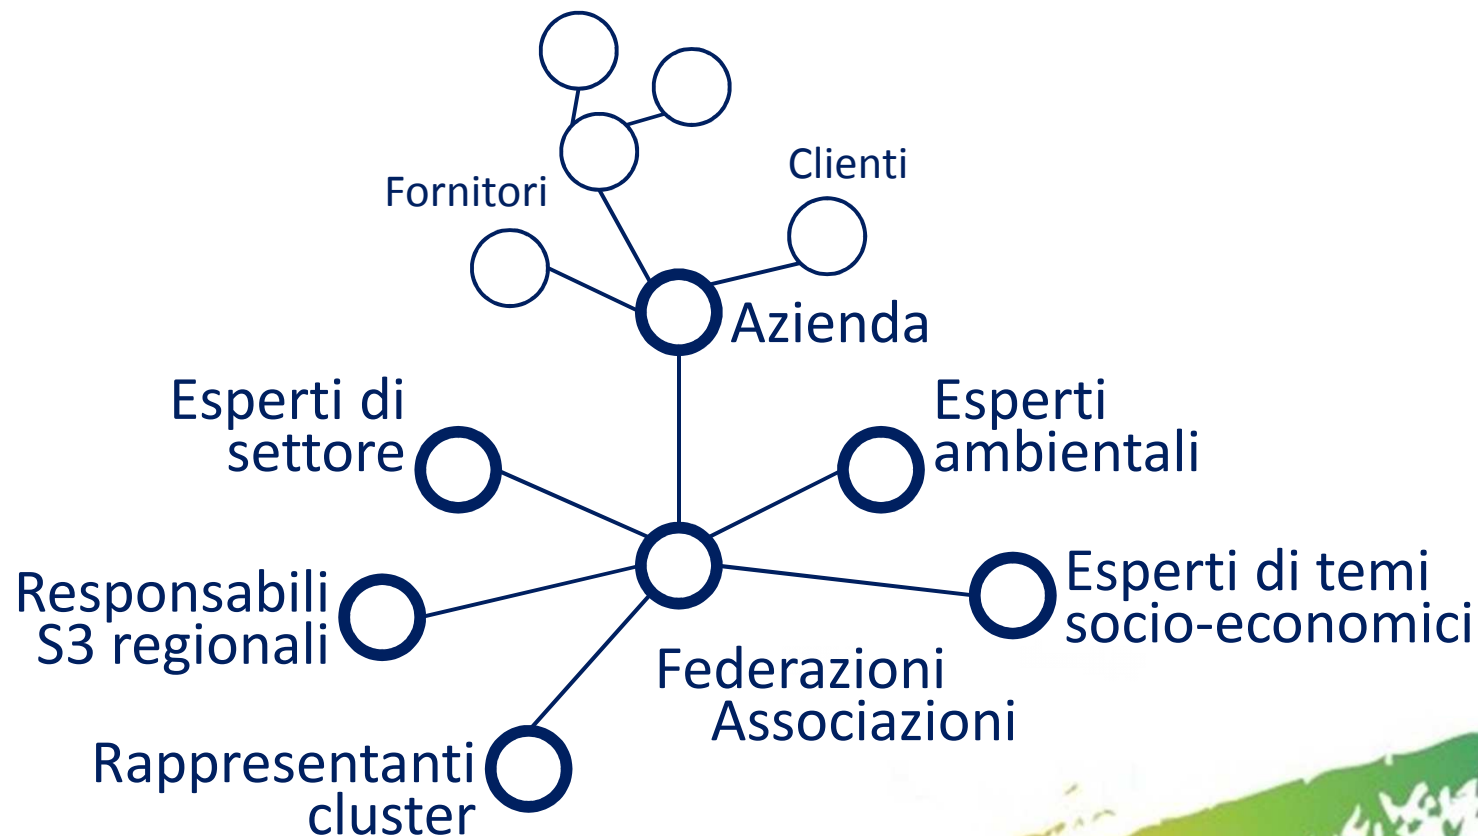 Clienti
Fornitori
Azienda
Esperti di
settore
Esperti
ambientali
Responsabili
S3 regionali
Esperti di temi
socio-economici
Federazioni
Associazioni
Rappresentanti
cluster